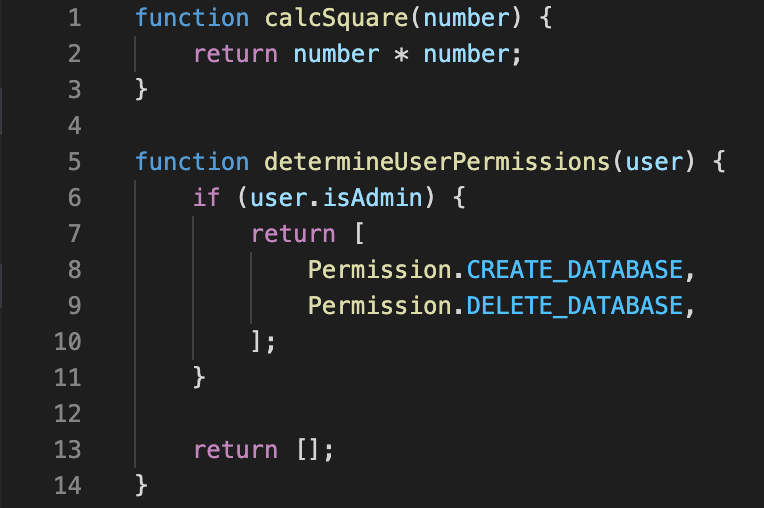 1 function calcSquare(number) {
2     return number * number;
3 }
4
5 function determineUserPermissions(user) {
6     if (user.isAdmin) {
7         return [
8             Permission.CREATE_DATABASE,
9             Permission.DELETE_DATABASE,
10         ];
11     }
12
13     return [];
14 }